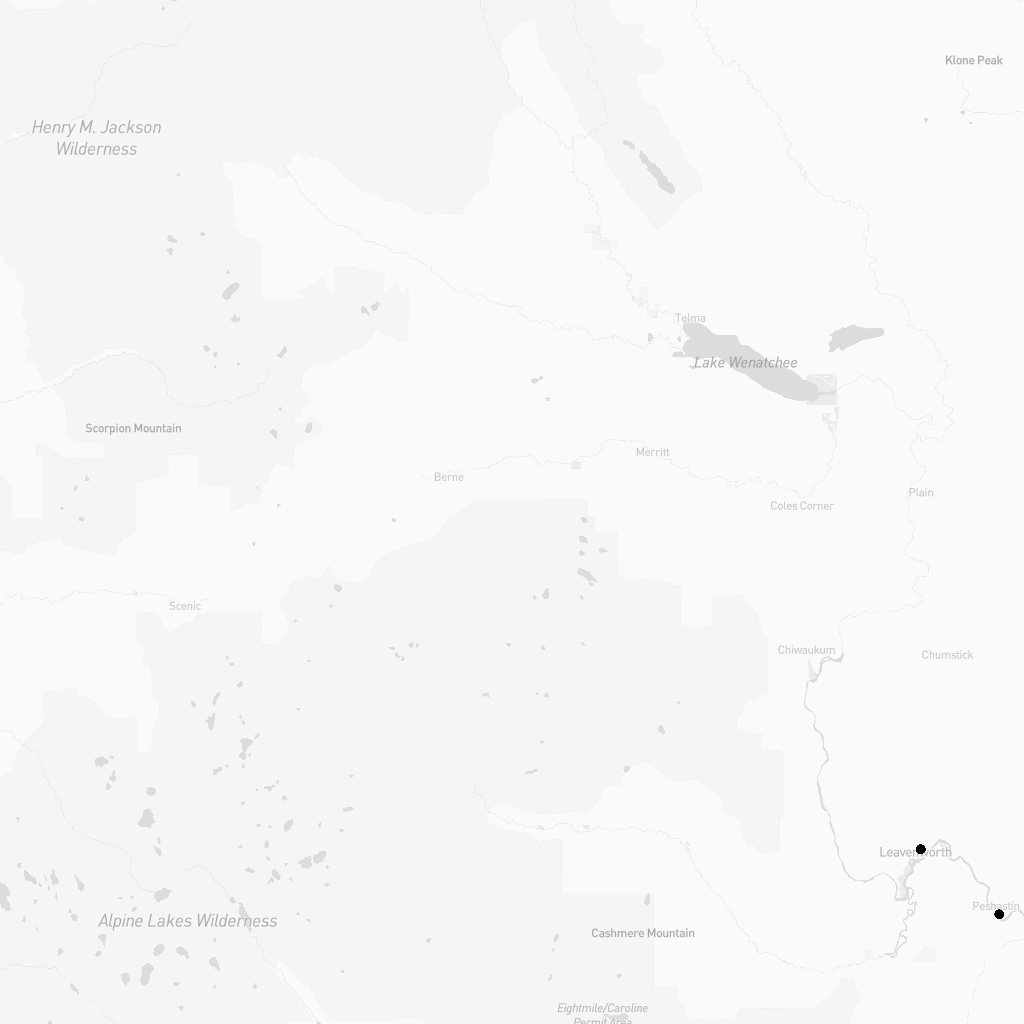 Klone Peak
Henry M. Jackson
Wilderness
Telma
Lake Wenatchee
Scorpion Mountain
Merritt
Berne
Plain
Coles Corner
Scenic
Chiwaukum
Chumstick
Leavenworth
Peshastin
Alpine Lakes Wilderness
Cashmere Mountain
Eightmile/Caroline
Permit Area